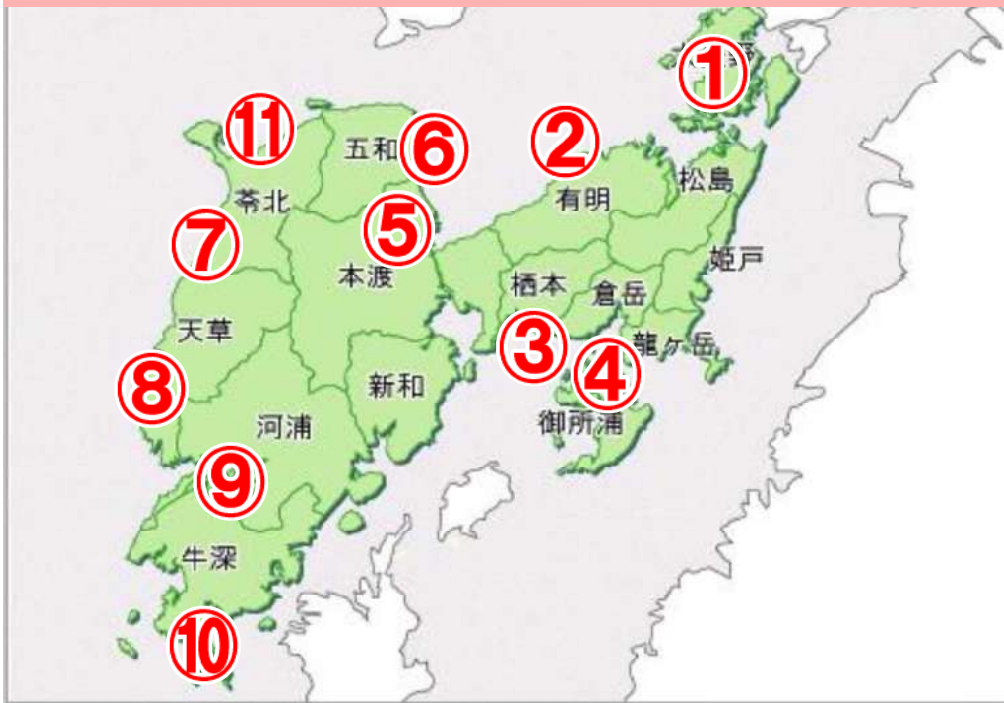 ①
⑪
五和
⑥
②
松島
苓北
有明
⑤
⑦
姫戸
本渡
栖本
倉岳
天草
③
龍ヶ岳
④
⑧
新和
御所浦
河浦
⑨
牛深
⑩